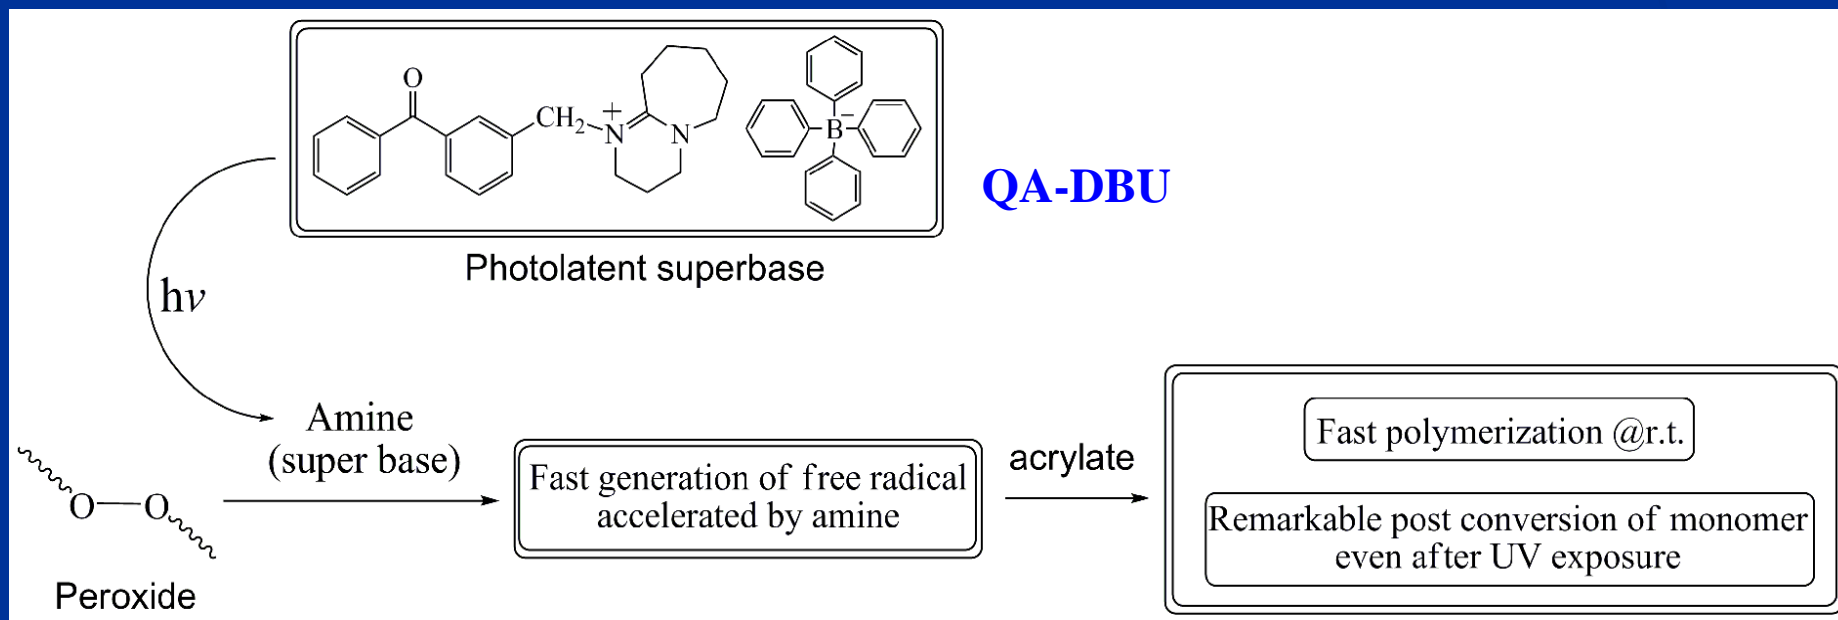 O
CH2
+
N
N
B
−
QA-DBU
Photolatent superbase
hν
Amine
(super base)
O
O
Peroxide
Fast generation of free radical
accelerated by amine
acrylate
Fast polymerization @r.t.
Remarkable post conversion of monomer
even after UV exposure